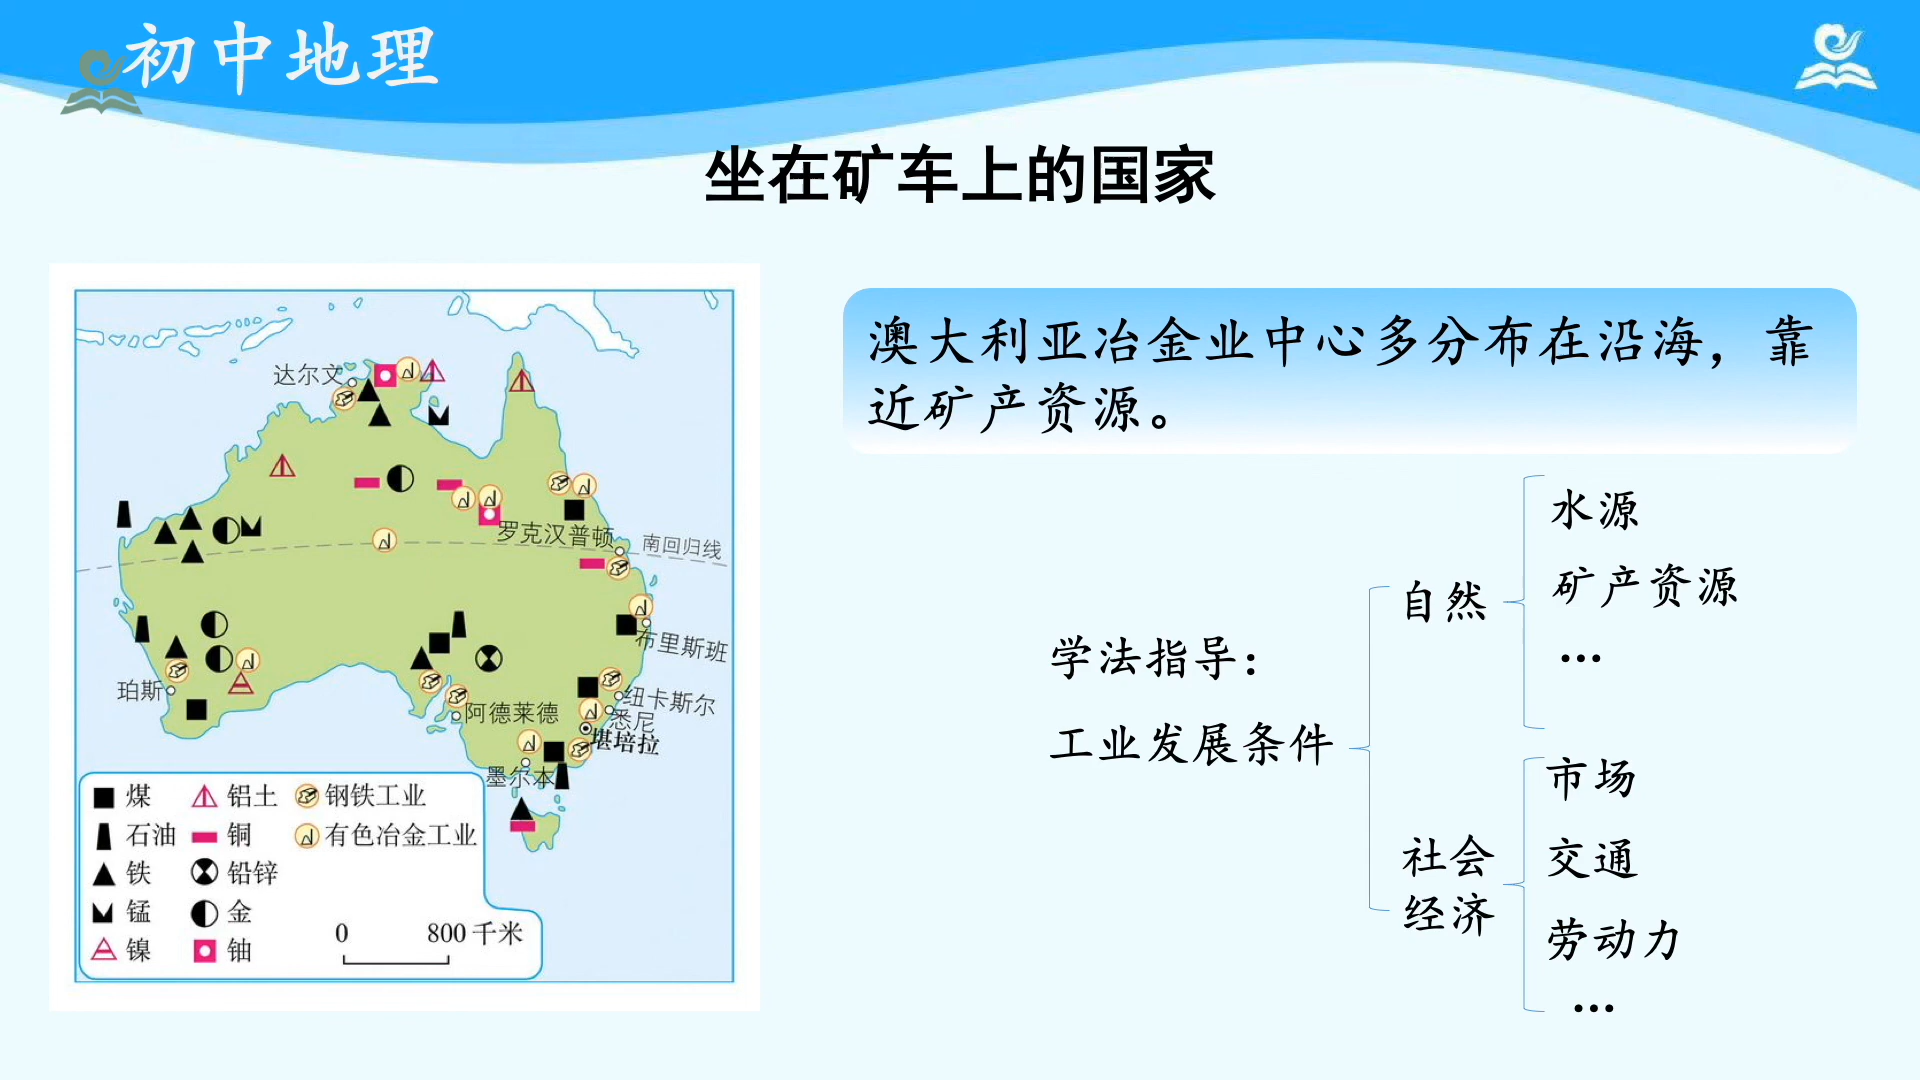 初中地理
坐在矿车上的国家
澳大利亚冶金业中心多分布在沿海，靠
近矿产资源。
达尔文
罗克汉普顿
南回归线
布里斯班
珀斯
纽卡斯尔
阿德莱德
悉尼
堪培拉
墨尔本
煤 铝土 钢铁工业
石油 铜 有色冶金工业
铁 铅锌
锰 金
镍 铀
0 800 千米
学法指导：
工业发展条件
自然
水源
矿产资源
…
社会
经济
市场
交通
劳动力
…